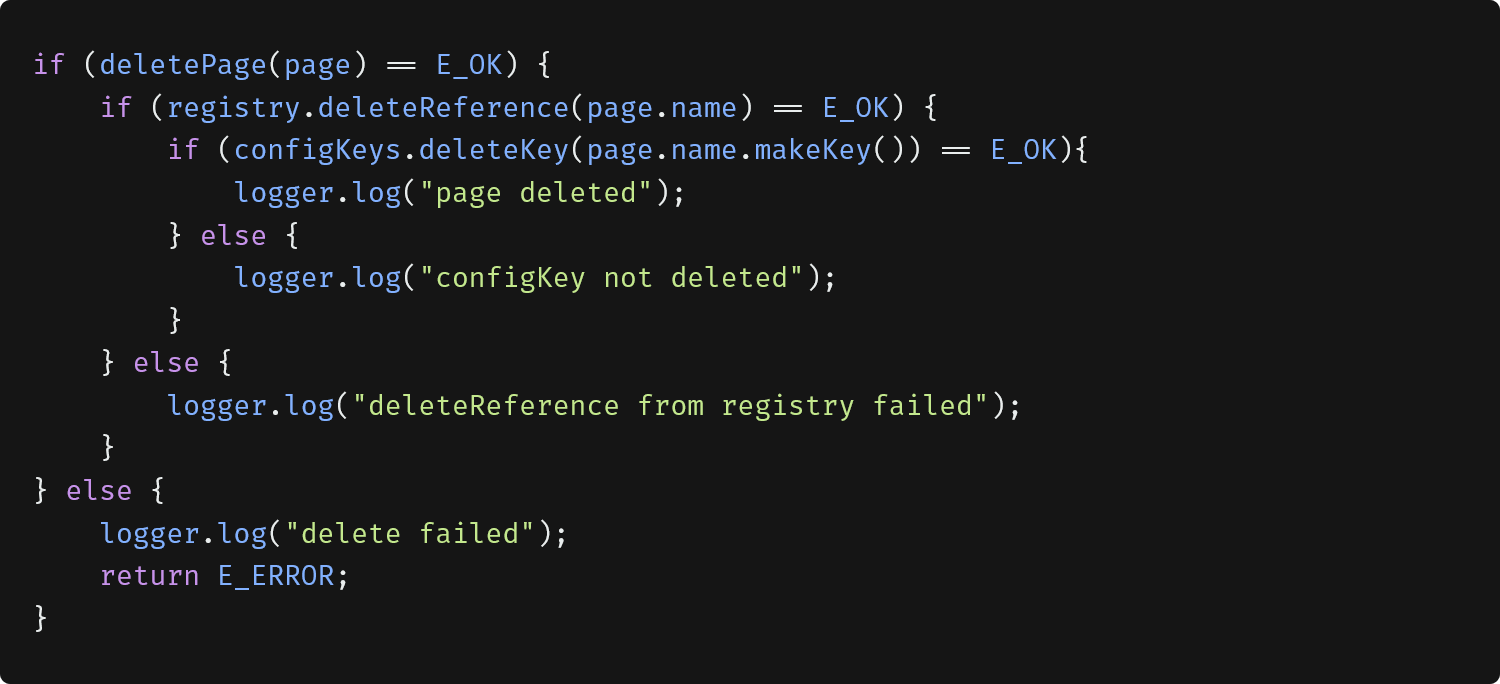 if (deletePage(page) == E_OK) {
    if (registry.deleteReference(page.name) == E_OK) {
        if (configKeys.deleteKey(page.name.makeKey()) == E_OK){
            logger.log("page deleted");
        } else {
            logger.log("configKey not deleted");
        }
    } else {
        logger.log("deleteReference from registry failed");
    }
} else {
    logger.log("delete failed");
    return E_ERROR;
}